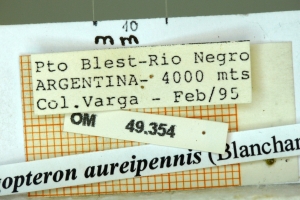 10
mm
Pto Blest-Rio Negro
ARGENTINA- 4000 mts
Col.Varga - Feb/95
OM 49.354
opteron aureipennis (Blanchar